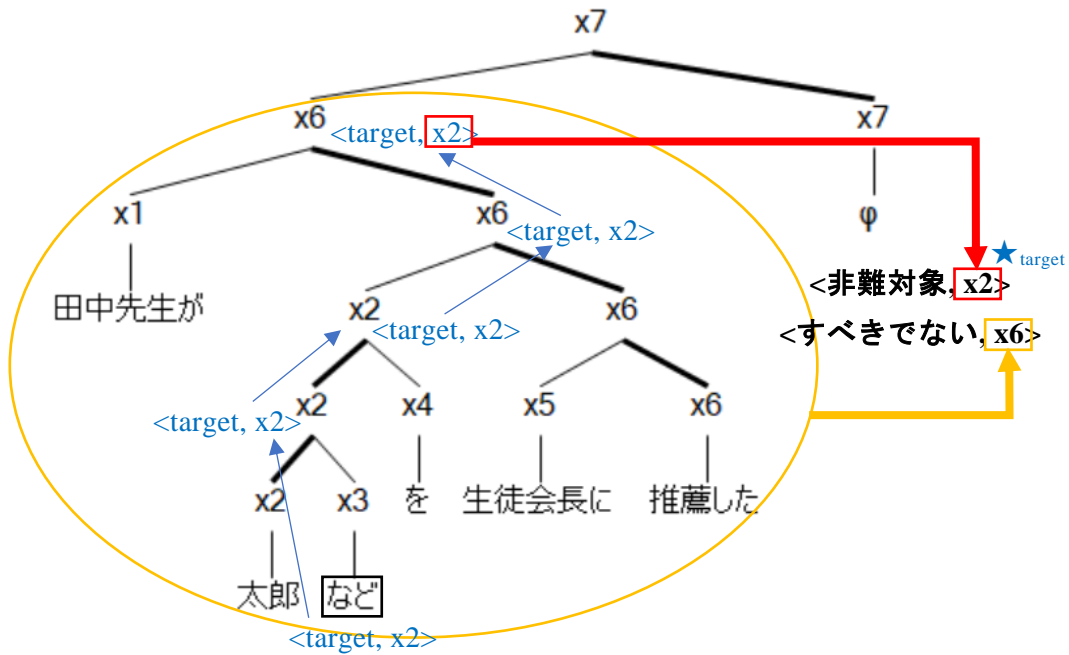 x7
x6
<target, x2>
x7
x1
x6
<target, x2>
φ
★target
田中先生が
<非難対象, x2>
x2
<target, x2>
x6
<すべきでない, x6>
x2
x4
x5
x6
<target, x2>
x2
x3
を
生徒会長に
推薦した
太郎
など
<target, x2>